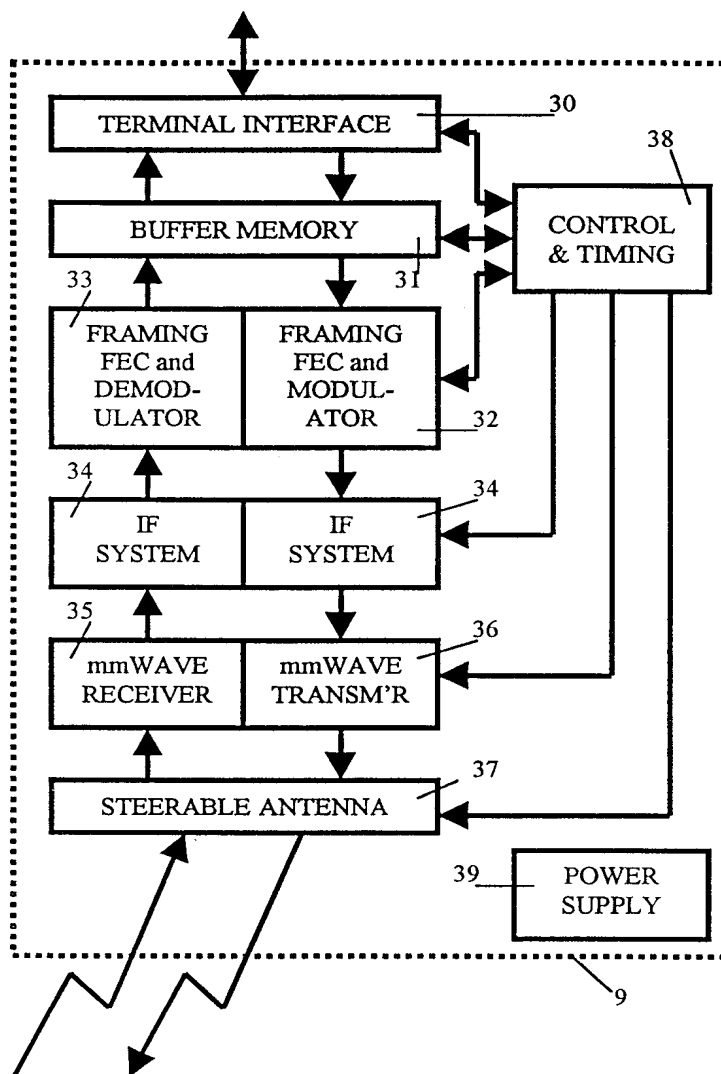 30
TERMINAL INTERFACE
38
BUFFER MEMORY
CONTROL
& TIMING
31
33
FRAMING
FEC and
DEMOD-
ULATOR
FRAMING
FEC and
MODUL-
ATOR
32
34
IF
SYSTEM
34
IF
SYSTEM
35
mmWAVE
RECEIVER
36
mmWAVE
TRANSM'R
37
STEERABLE ANTENNA
39
POWER
SUPPLY
9